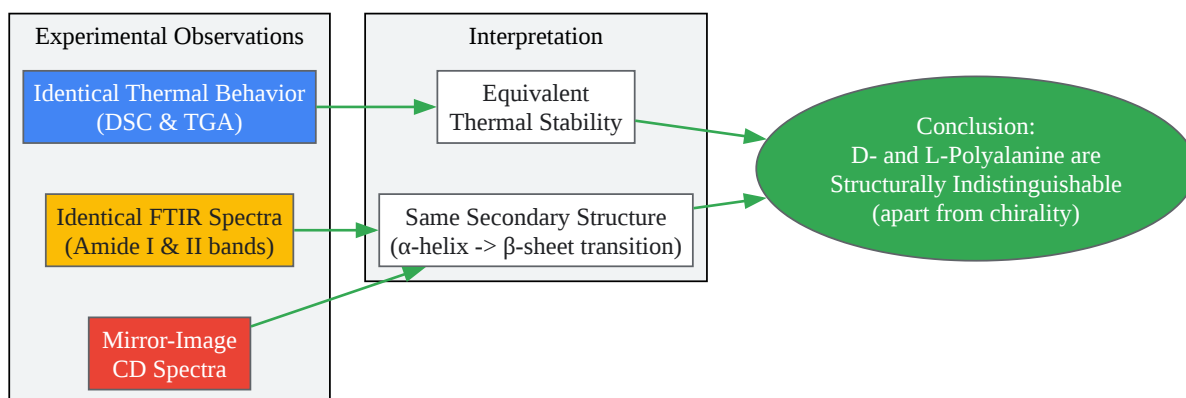 Experimental Observations
Identical Thermal Behavior
(DSC & TGA)
Identical FTIR Spectra
(Amide I & II bands)
Mirror-Image
CD Spectra
Interpretation
Equivalent
Thermal Stability
Same Secondary Structure
(α-helix -> β-sheet transition)
Conclusion:
D- and L-Polyalanine are
Structurally Indistinguishable
(apart from chirality)